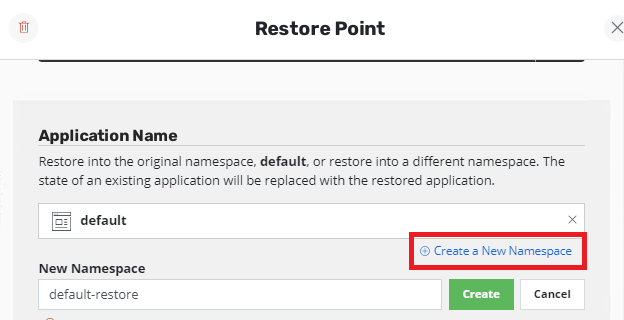 Restore Point
Application Name
Restore into the original namespace, default, or restore into a different namespace. The
state of an existing application will be replaced with the restored application.
default
Create a New Namespace
New Namespace
default-restore
Create
Cancel